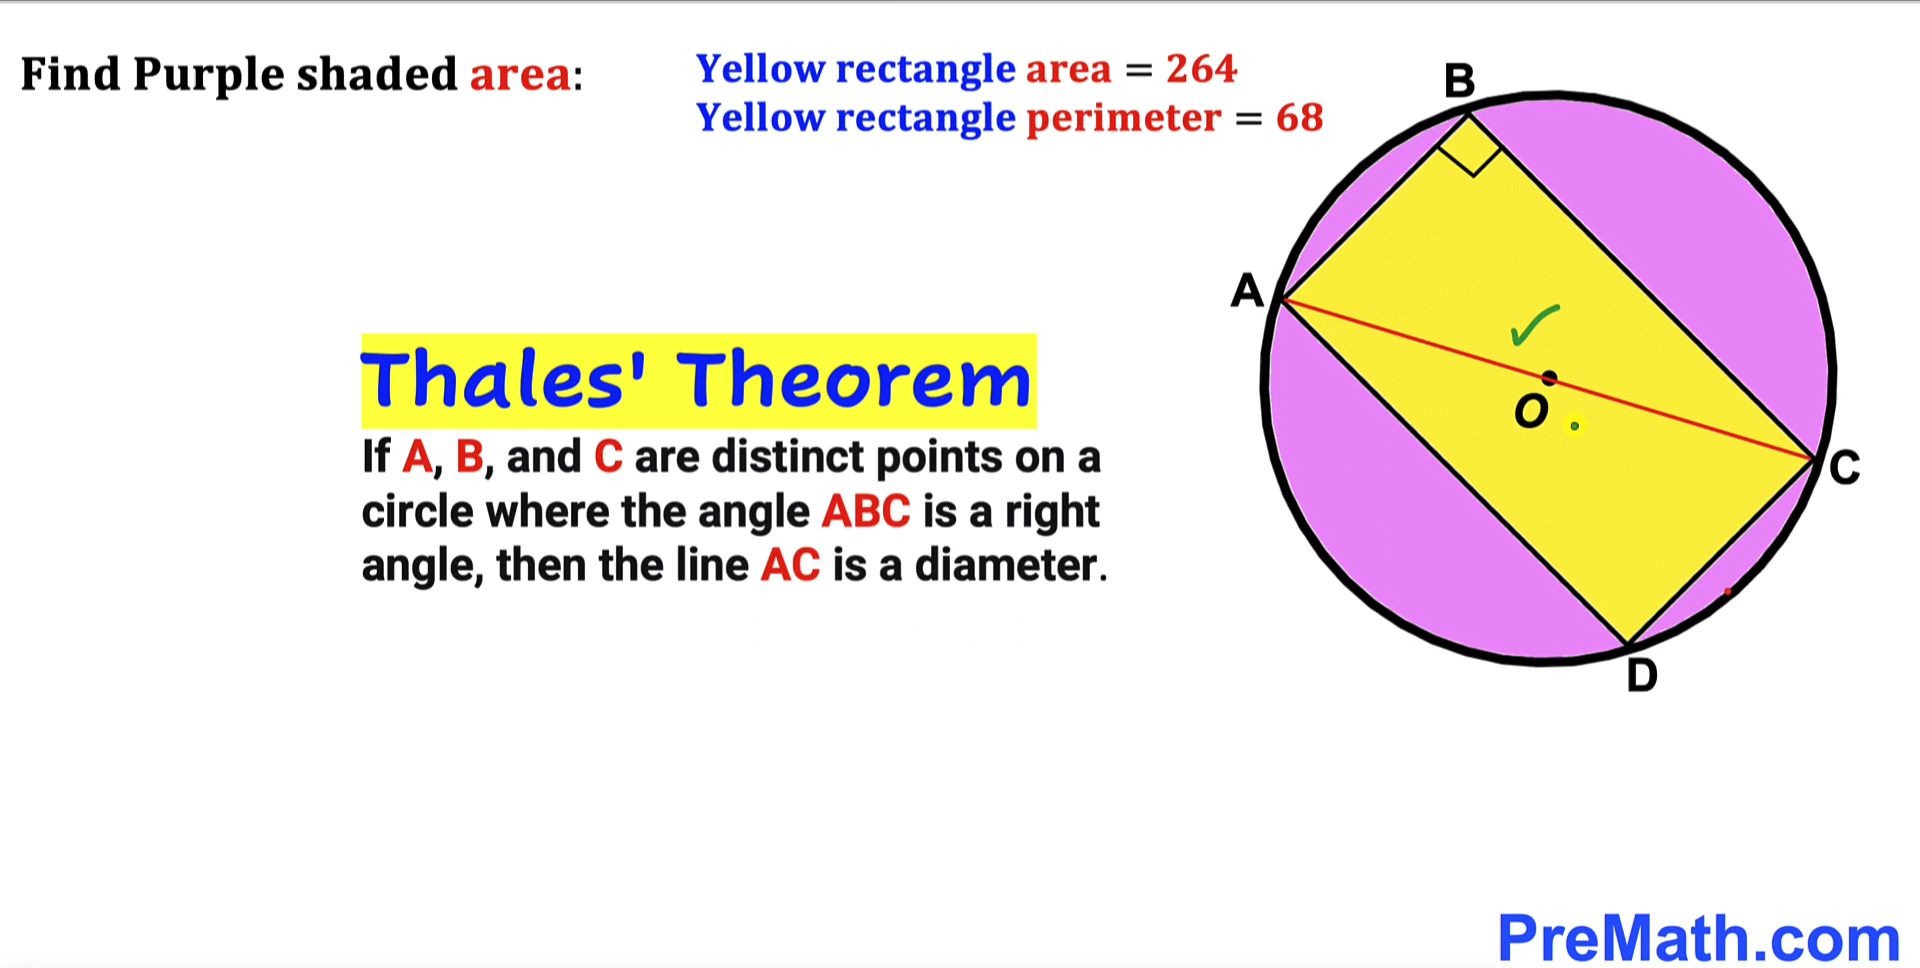 Find Purple shaded area:
Yellow rectangle area = 264
Yellow rectangle perimeter = 68
B
A
Thales' Theorem
O
If A, B, and C are distinct points on a
C
circle where the angle ABC is a right
angle, then the line AC is a diameter.
D
PreMath.com